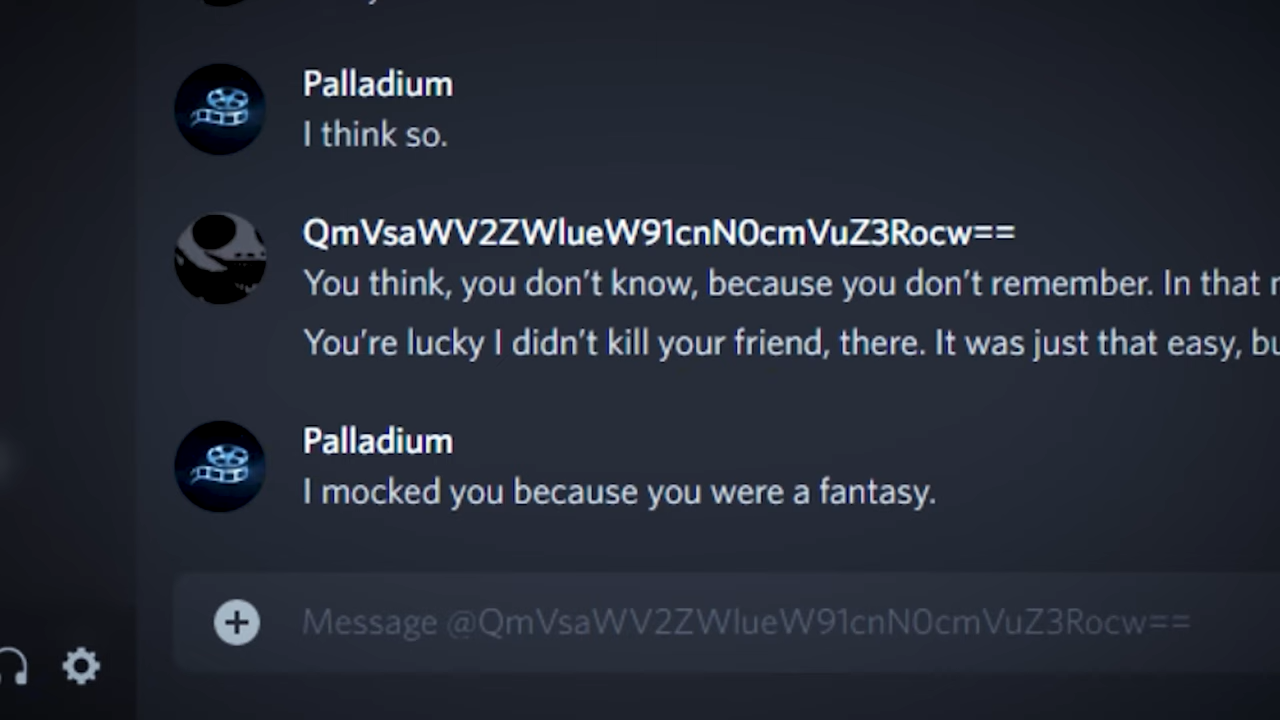 Palladium
I think so.
QmVsaWV2ZWlueW91cnN0cmVuZ3Rocw==
You think, you don't know, because you don't remember. In that
You're lucky I didn't kill your friend, there. It was just that easy,
Palladium
I mocked you because you were a fantasy.
Message @QmVsaWV2ZWlueW91cnN0cmVuZ3Rocw==